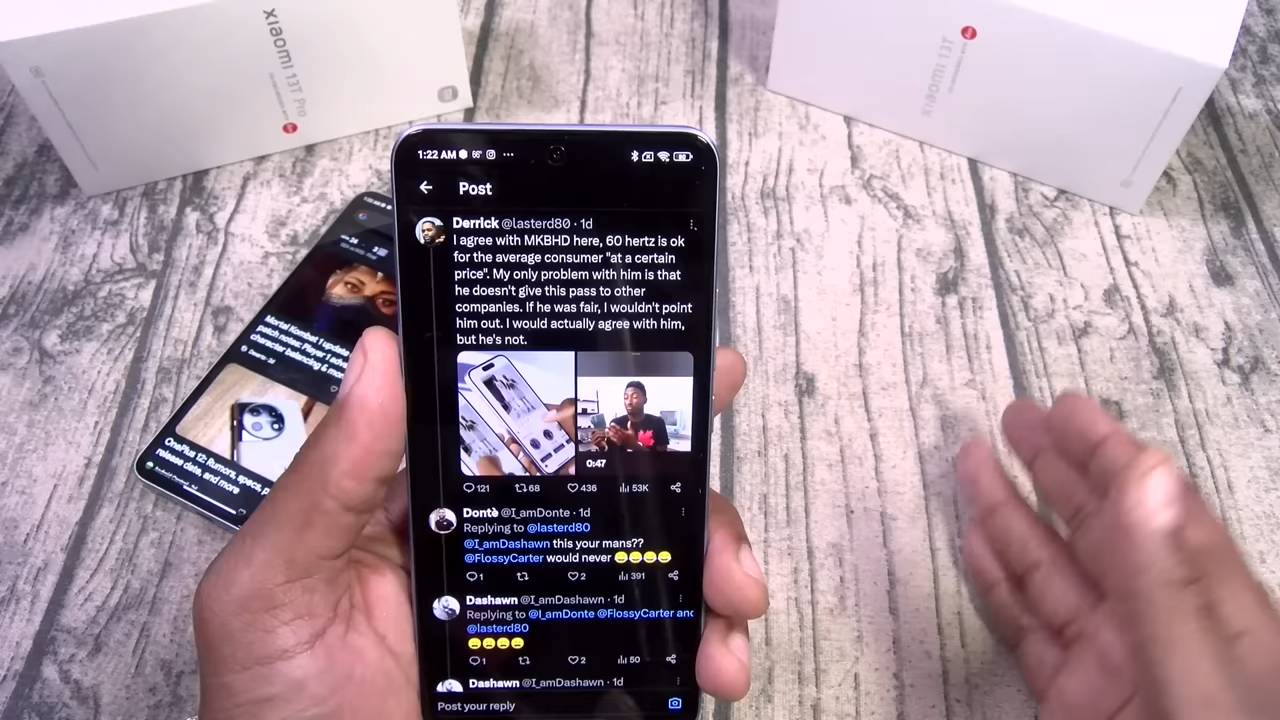 XIAOMI 13T Pro
XIAOMI 13T
1:22 AM 66° ... 80
Post
Derrick @lasterd80 · 1d
I agree with MKBHD here, 60 hertz is ok
for the average consumer "at a certain
price". My only problem with him is that
he doesn't give this pass to other
companies. If he was fair, I wouldn't point
him out. I would actually agree with him,
but he's not.
0:47
121 68 436 53K
Dontè @I_amDonte · 1d
Replying to @lasterd80
@I_amDashawn this your mans??
@FlossyCarter would never 😄😄😄😄
1 2 391
Dashawn @I_amDashawn · 1d
Replying to @I_amDonte @FlossyCarter and
@lasterd80
😄😄😄😄
1 2 50
Dashawn @I_amDashawn · 1d
Post your reply
Mortal Kombat 1 update
patch notes: Player 1 adv
character balancing & mor
OnePlus 12: Rumors, specs, p
release date, and more
Android Central